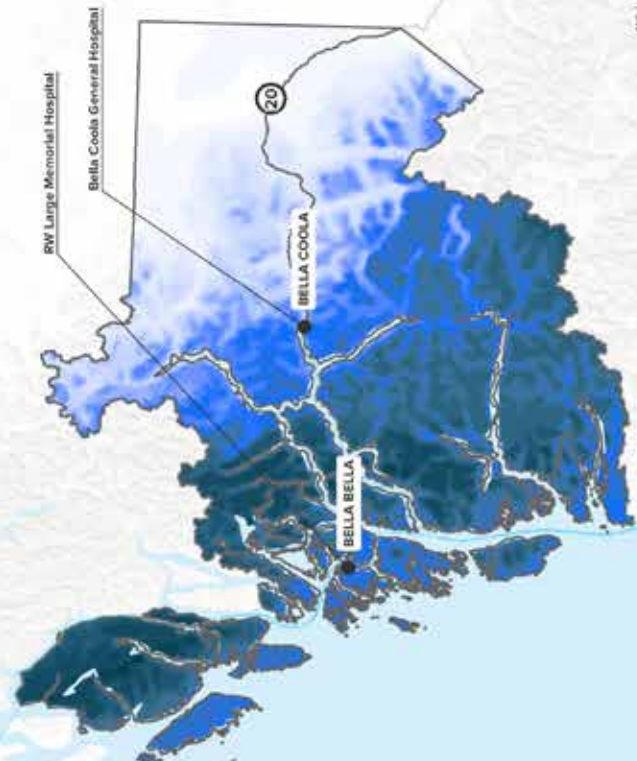 RW Large Memorial Hospital
Bella Coola General Hospital
20
BELLA COOLA
BELLA BELLA